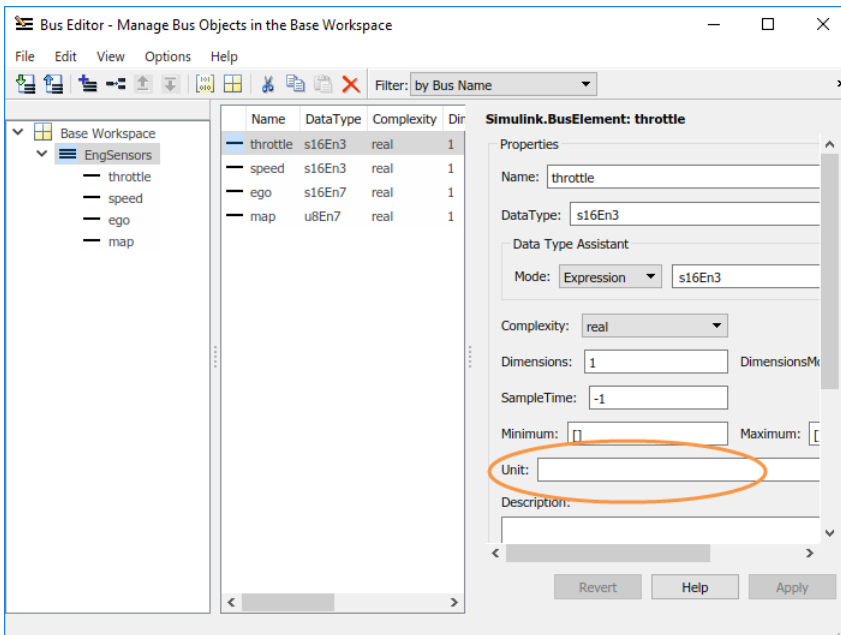 Bus Editor - Manage Bus Objects in the Base Workspace
File Edit View Options Help
Filter: by Bus Name
Base Workspace
EngSensors
throttle
speed
ego
map
Name DataType Complexity Din
throttle s16En3 real 1
speed s16En3 real 1
ego s16En7 real 1
map u8En7 real 1
Simulink.BusElement: throttle
Properties
Name: throttle
DataType: s16En3
Data Type Assistant
Mode: Expression s16En3
Complexity: real
Dimensions: 1 DimensionsMo
SampleTime: -1
Minimum: [] Maximum: [
Unit:
Description:
Revert Help Apply